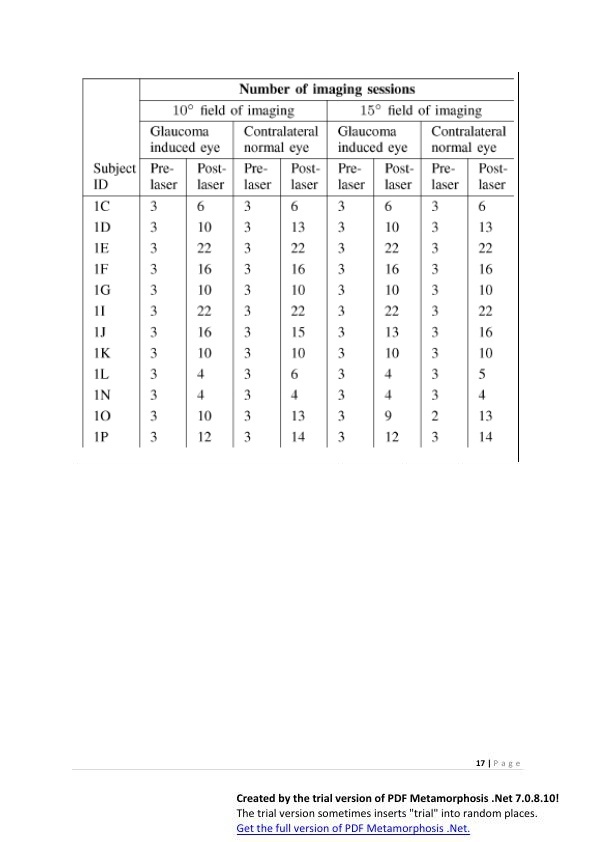 Number of imaging sessions
10° field of imaging 15° field of imaging
Glaucoma Contralateral Glaucoma Contralateral
induced eye normal eye induced eye normal eye
Subject Pre- Post- Pre- Post- Pre- Post- Pre- Post-
ID laser laser laser laser laser laser laser laser
1C 3 6 3 6 3 6 3 6
1D 3 10 3 13 3 10 3 13
1E 3 22 3 22 3 22 3 22
1F 3 16 3 16 3 16 3 16
1G 3 10 3 10 3 10 3 10
1I 3 22 3 22 3 22 3 22
1J 3 16 3 15 3 13 3 16
1K 3 10 3 10 3 10 3 10
1L 3 4 3 6 3 4 3 5
1N 3 4 3 4 3 4 3 4
1O 3 10 3 13 3 9 2 13
1P 3 12 3 14 3 12 3 14
17 | Page
Created by the trial version of PDF Metamorphosis .Net 7.0.8.10!
The trial version sometimes inserts "trial" into random places.
Get the full version of PDF Metamorphosis .Net.